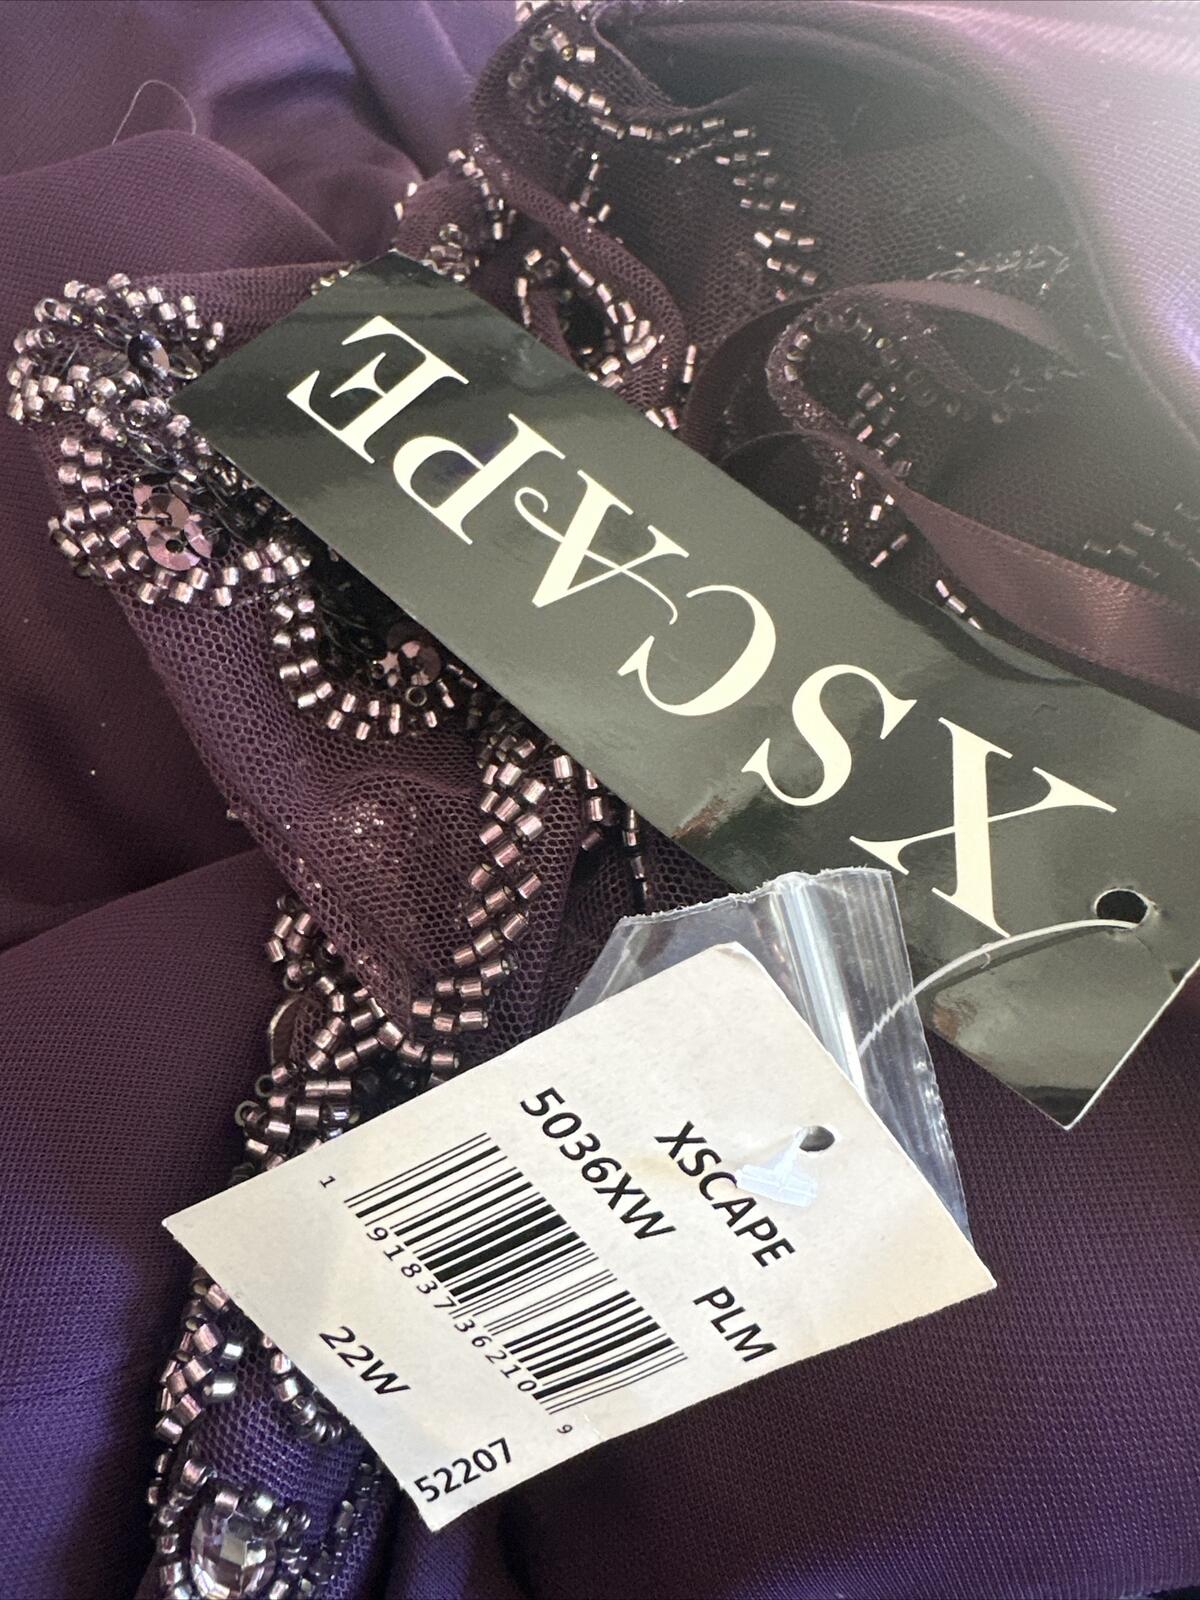 XSCAPE
XSCAPE
5036XW PLM
1 91837 36210 9
22W
52207